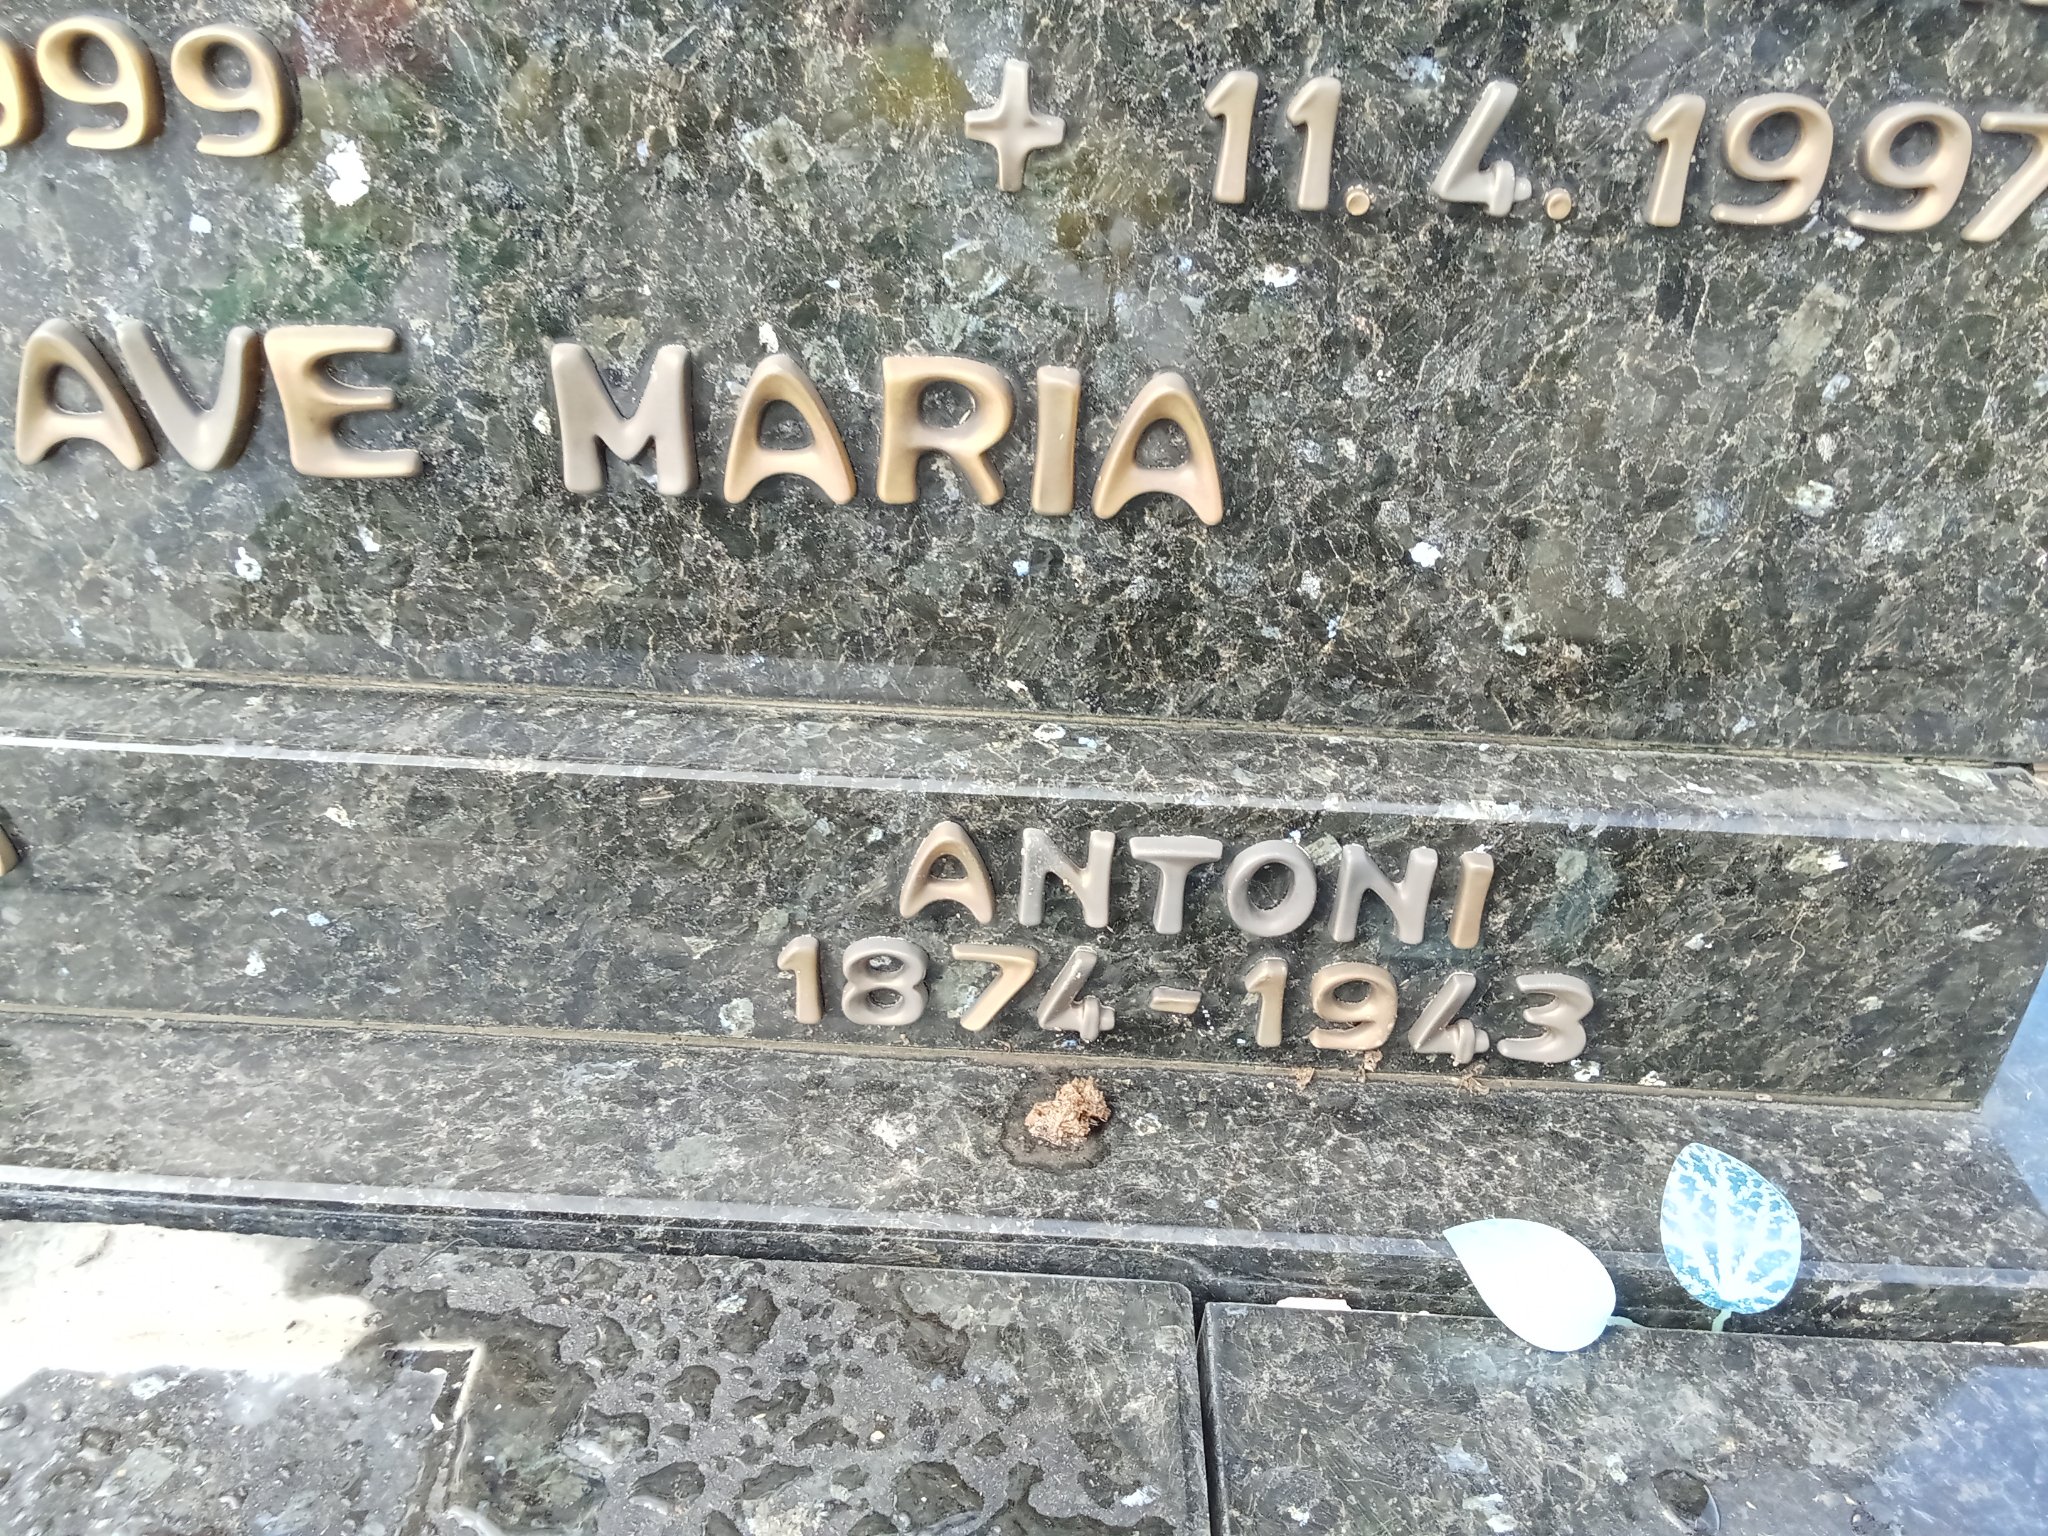 999
✝ 11.4.1997
AVE MARIA
ANTONI
1874-1943